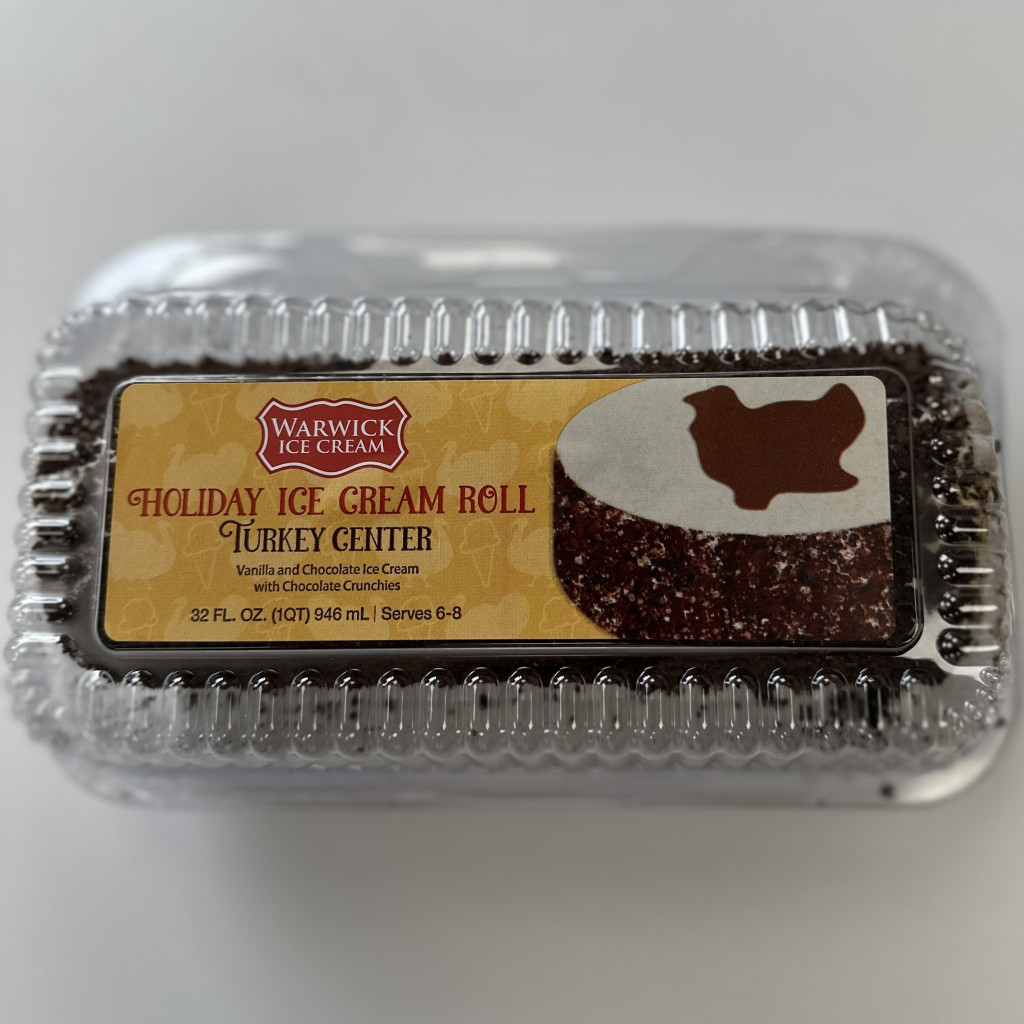 WARWICK
ICE CREAM
HOLIDAY ICE CREAM ROLL
TURKEY CENTER
Vanilla and Chocolate Ice Cream
with Chocolate Crunchies
32 FL. OZ. (1QT) 946 mL | Serves 6-8